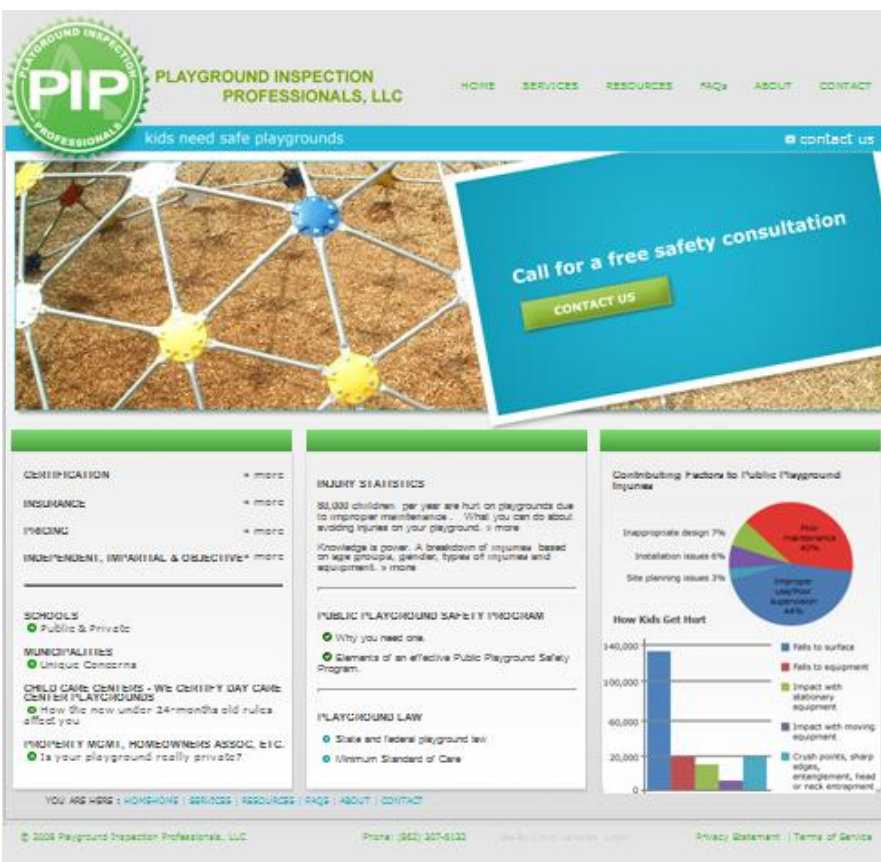 PLAYGROUND INSPECTION
PIP
PROFESSIONALS
PLAYGROUND INSPECTION
PROFESSIONALS, LLC
HOME SERVICES RESOURCES FAQs ABOUT CONTACT
kids need safe playgrounds
contact us
Call for a free safety consultation
CONTACT US
CERTIFICATION + more
INSURANCE + more
PRICING + more
INDEPENDENT, IMPARTIAL & OBJECTIVE+ more
SCHOOLS
Public & Private
MUNICIPALITIES
Unique Concerns
CHILD CARE CENTERS - WE CERTIFY DAY CARE
CENTER PLAYGROUNDS
How the new under 24-months old rules
affect you
PROPERTY MGMT, HOMEOWNERS ASSOC, ETC.
Is your playground really private?
INJURY STATISTICS
children per year are hurt on playgrounds due
to improper maintenance . What you can do about
avoiding injuries on your playground. » more
Knowledge is power. A breakdown of injuries based
on age groups, gender, types of injuries and
equipment. » more
PUBLIC PLAYGROUND SAFETY PROGRAM
Why you need one.
Elements of an effective Public Playground Safety
Program.
PLAYGROUND LAW
State and federal playground law
Minimum Standard of Care
Contributing Factors to Public Playground
Injuries
Inappropriate design 7%
Installation issues 6%
Site planning issues 3%
Poor
maintenance
40%
Improper
use/Poor
supervision
44%
How Kids Get Hurt
140,000
100,000
60,000
20,000
0
Falls to surface
Falls to equipment
Impact with
stationary
equipment
Impact with moving
equipment
Crush points, sharp
edges,
entanglement, head
or neck entrapment
YOU ARE HERE : HOMEHOME | SERVICES | RESOURCES | FAQS | ABOUT | CONTACT
© 2008 Playground Inspection Professionals, LLC
Phone: (952) 207-6132
Privacy Statement | Terms of Service